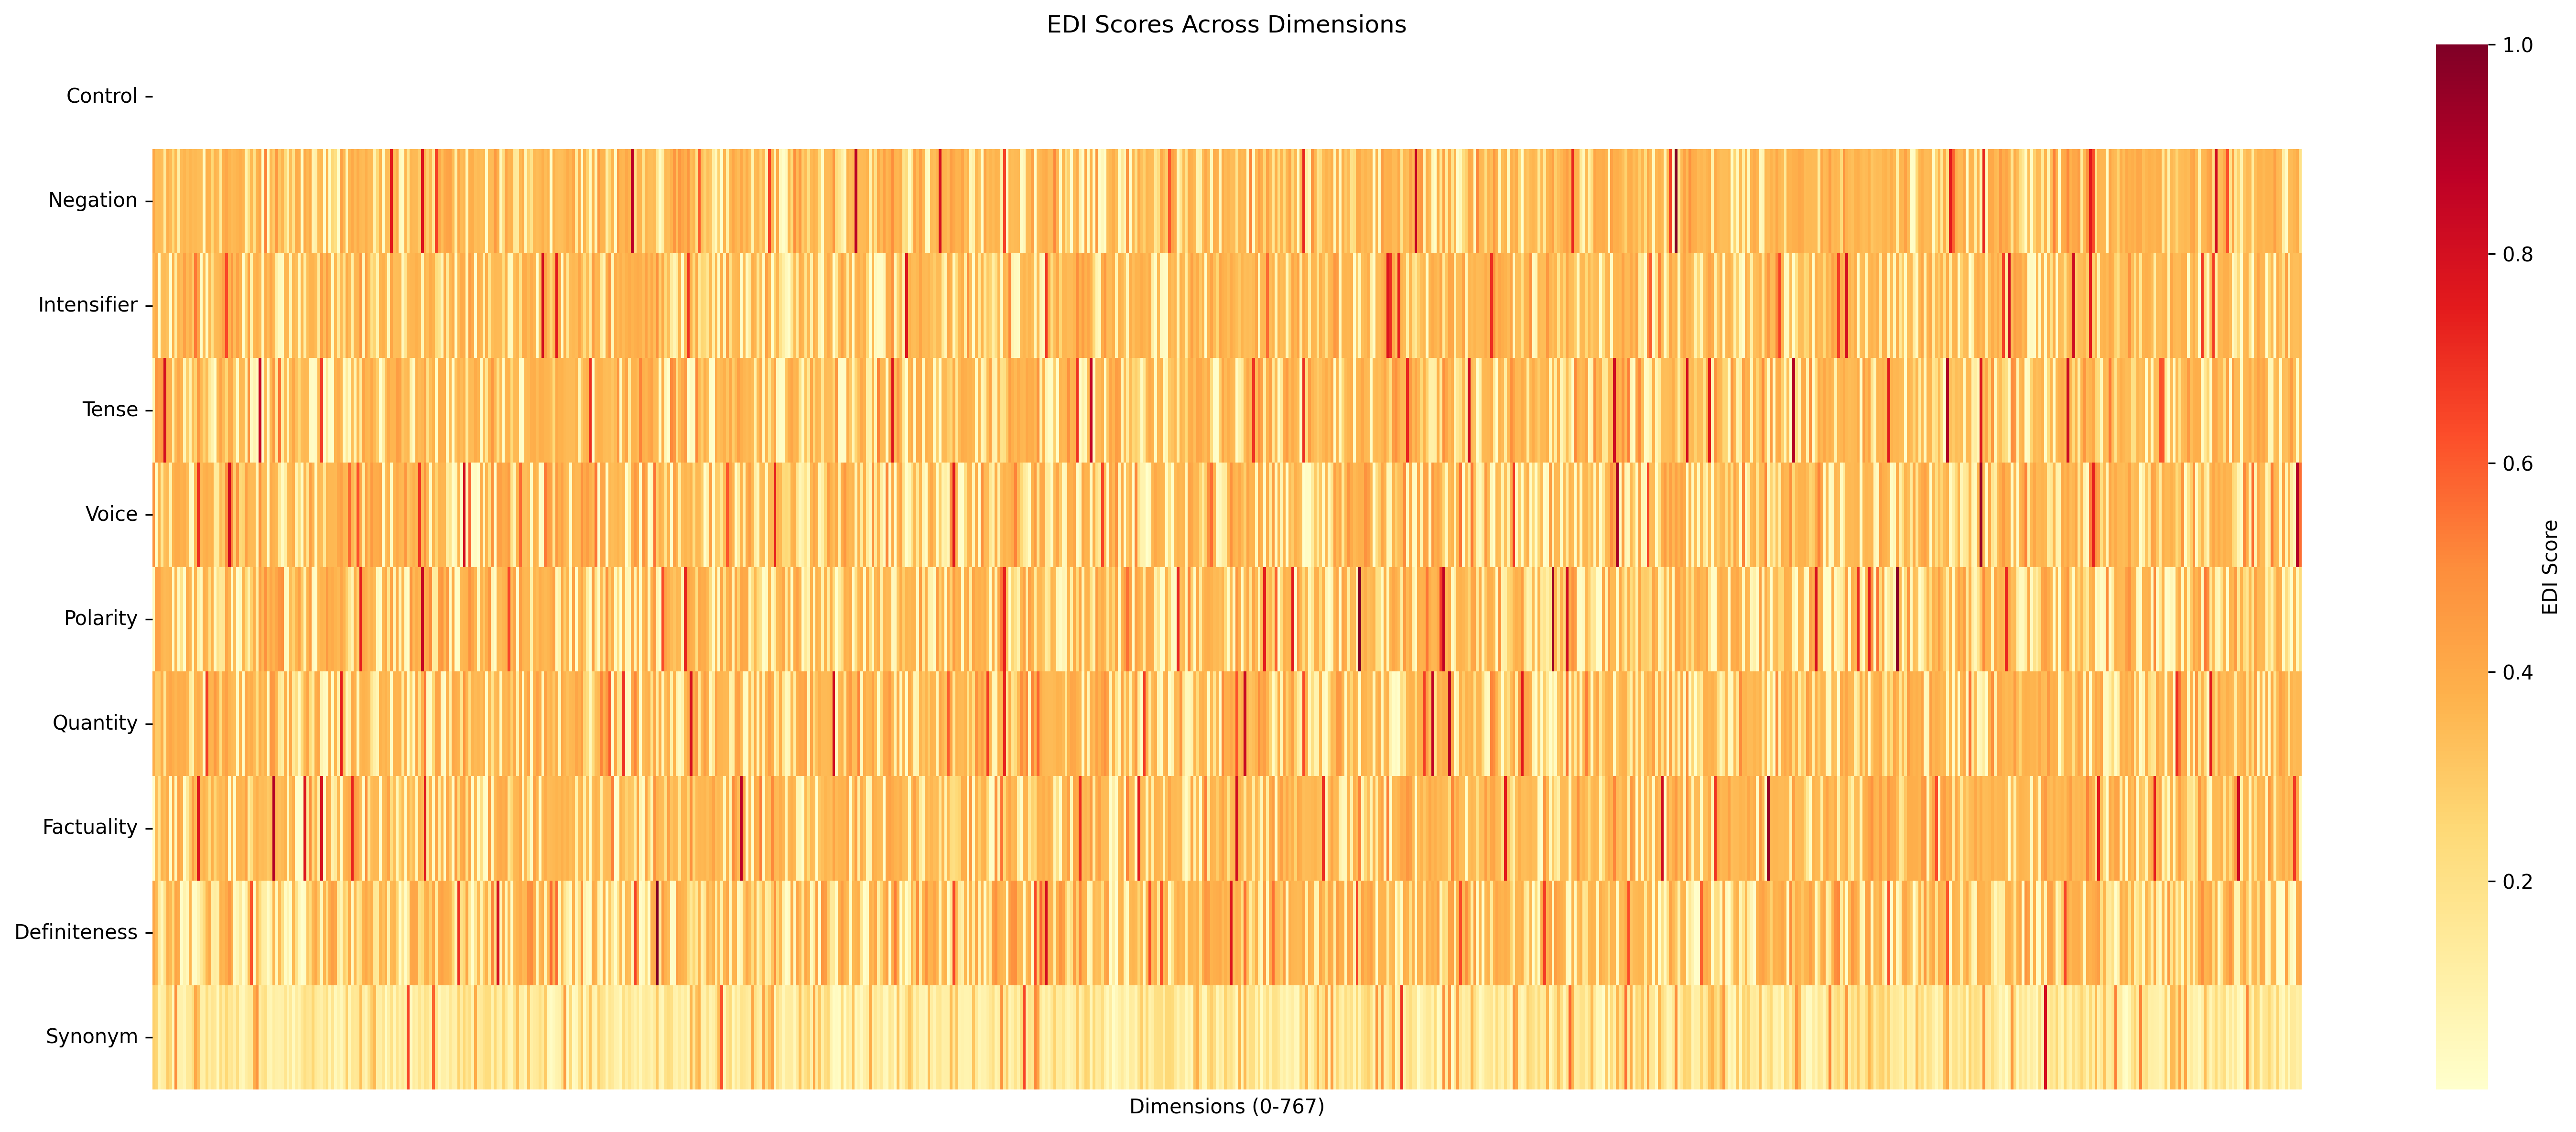 EDI Scores Across Dimensions
Control
Negation
Intensifier
Tense
Voice
Polarity
Quantity
Factuality
Definiteness
Synonym
Dimensions (0-767)
1.0
0.8
0.6
0.4
0.2
EDI Score